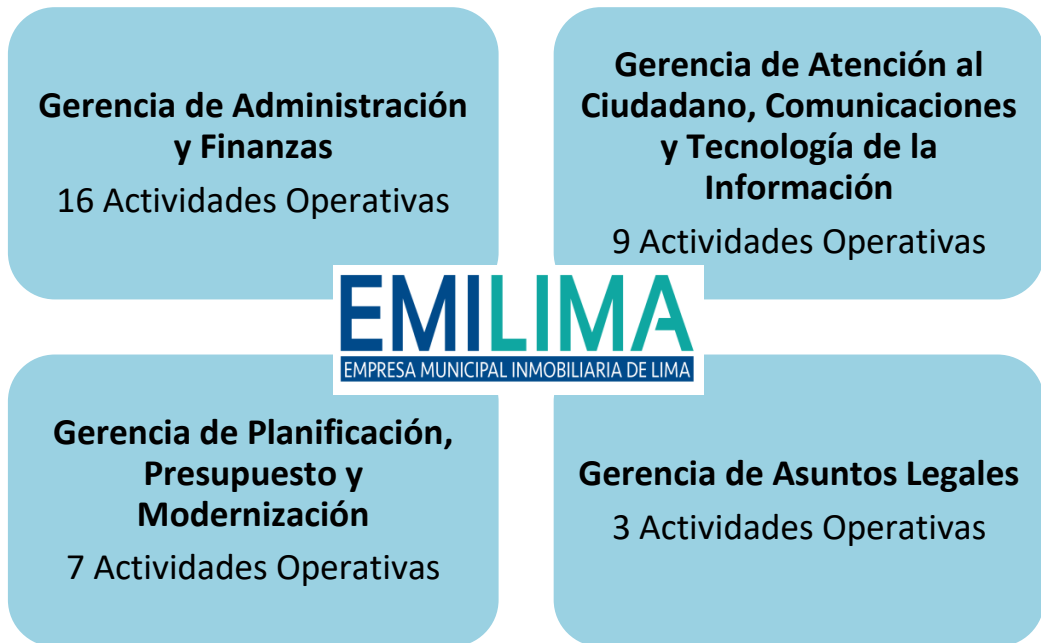 Gerencia de Administración
y Finanzas
16 Actividades Operativas
Gerencia de Atención al
Ciudadano, Comunicaciones
y Tecnología de la
Información
9 Actividades Operativas
EMILIMA
EMPRESA MUNICIPAL INMOBILIARIA DE LIMA
Gerencia de Planificación,
Presupuesto y
Modernización
7 Actividades Operativas
Gerencia de Asuntos Legales
3 Actividades Operativas